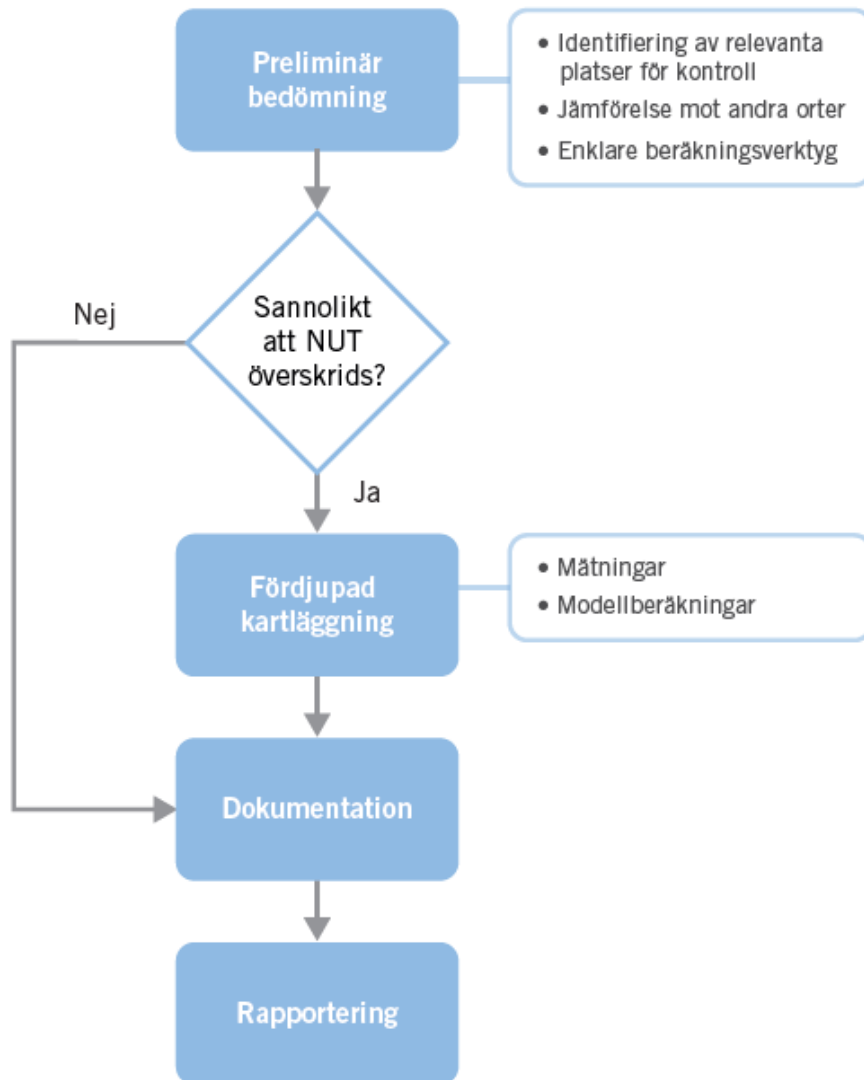 Preliminär
bedömning
• Identifiering av relevanta
platser för kontroll
• Jämförelse mot andra orter
• Enklare beräkningsverktyg
Nej
Sannolikt
att NUT
överskrids?
Ja
Fördjupad
kartläggning
• Mätningar
• Modellberäkningar
Dokumentation
Rapportering